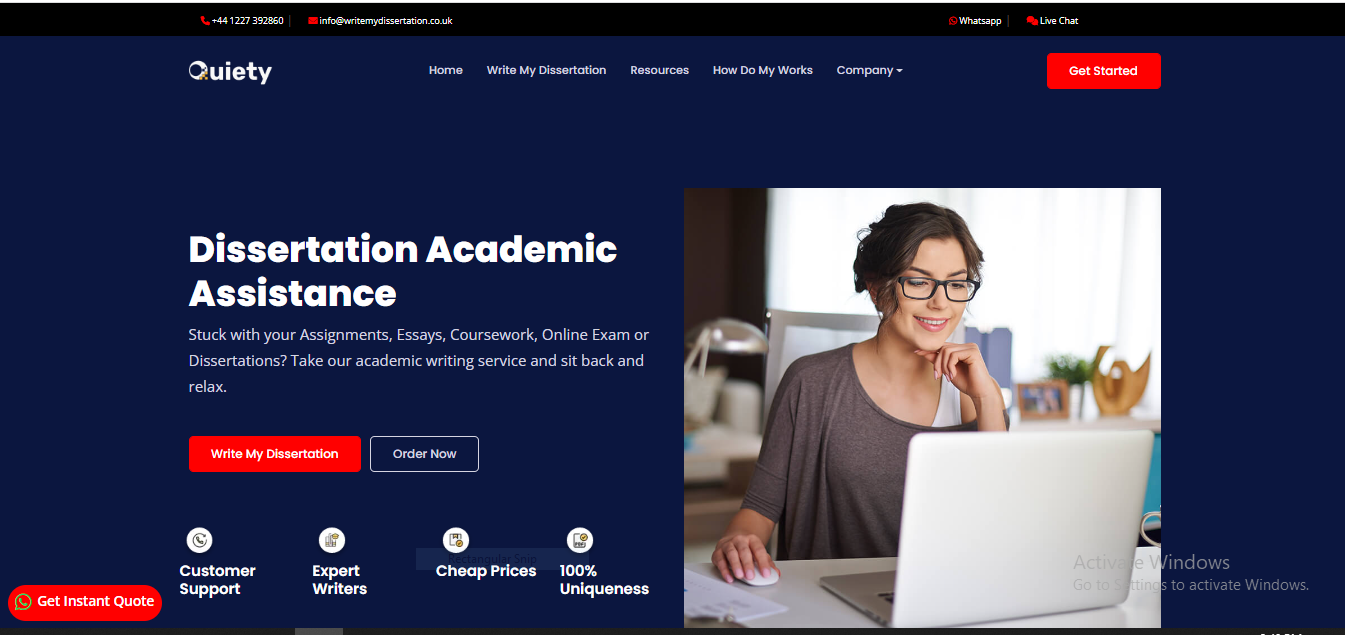 +44 1227 392860 | info@writemydissertation.co.uk Whatsapp | Live Chat
Quiety Home Write My Dissertation Resources How Do My Works Company Get Started
Dissertation Academic
Assistance
Stuck with your Assignments, Essays, Coursework, Online Exam or
Dissertations? Take our academic writing service and sit back and
relax.
Write My Dissertation Order Now
Rectangular Snip
Customer
Support
Expert
Writers
Cheap Prices
100%
Uniqueness
Get Instant Quote
Activate Windows
Go to Settings to activate Windows.